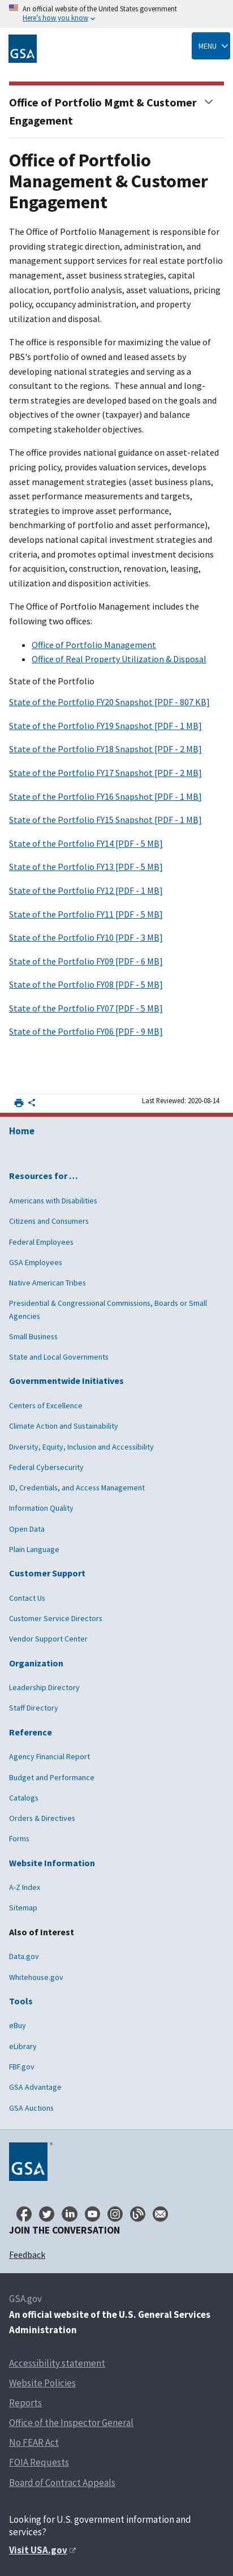 An official website of the United States government
Here's how you know
GSA
MENU
Office of Portfolio Mgmt & Customer
Engagement
Office of Portfolio
Management & Customer
Engagement
The Office of Portfolio Management is responsible for
providing strategic direction, administration, and
management support services for real estate portfolio
management, asset business strategies, capital
allocation, portfolio analysis, asset valuations, pricing
policy, occupancy administration, and property
utilization and disposal.
The office is responsible for maximizing the value of
PBS's portfolio of owned and leased assets by
developing national strategies and serving as a
consultant to the regions. These annual and long-
term strategies are developed based on the goals and
objectives of the owner (taxpayer) and balance
competing needs.
The office provides national guidance on asset-related
pricing policy, provides valuation services, develops
asset management strategies (asset business plans,
asset performance measurements and targets,
strategies to improve asset performance,
benchmarking of portfolio and asset performance),
develops national capital investment strategies and
criteria, and promotes optimal investment decisions
for acquisition, construction, renovation, leasing,
utilization and disposition activities.
The Office of Portfolio Management includes the
following two offices:
Office of Portfolio Management
Office of Real Property Utilization & Disposal
State of the Portfolio
State of the Portfolio FY20 Snapshot [PDF - 807 KB]
State of the Portfolio FY19 Snapshot [PDF - 1 MB]
State of the Portfolio FY18 Snapshot [PDF - 2 MB]
State of the Portfolio FY17 Snapshot [PDF - 2 MB]
State of the Portfolio FY16 Snapshot [PDF - 1 MB]
State of the Portfolio FY15 Snapshot [PDF - 1 MB]
State of the Portfolio FY14 [PDF - 5 MB]
State of the Portfolio FY13 [PDF - 5 MB]
State of the Portfolio FY12 [PDF - 1 MB]
State of the Portfolio FY11 [PDF - 5 MB]
State of the Portfolio FY10 [PDF - 3 MB]
State of the Portfolio FY09 [PDF - 6 MB]
State of the Portfolio FY08 [PDF - 5 MB]
State of the Portfolio FY07 [PDF - 5 MB]
State of the Portfolio FY06 [PDF - 9 MB]
Last Reviewed: 2020-08-14
Home
Resources for …
Americans with Disabilities
Citizens and Consumers
Federal Employees
GSA Employees
Native American Tribes
Presidential & Congressional Commissions, Boards or Small
Agencies
Small Business
State and Local Governments
Governmentwide Initiatives
Centers of Excellence
Climate Action and Sustainability
Diversity, Equity, Inclusion and Accessibility
Federal Cybersecurity
ID, Credentials, and Access Management
Information Quality
Open Data
Plain Language
Customer Support
Contact Us
Customer Service Directors
Vendor Support Center
Organization
Leadership Directory
Staff Directory
Reference
Agency Financial Report
Budget and Performance
Catalogs
Orders & Directives
Forms
Website Information
A-Z Index
Sitemap
Also of Interest
Data.gov
Whitehouse.gov
Tools
eBuy
eLibrary
FBF.gov
GSA Advantage
GSA Auctions
GSA
JOIN THE CONVERSATION
Feedback
GSA.gov
An official website of the U.S. General Services
Administration
Accessibility statement
Website Policies
Reports
Office of the Inspector General
No FEAR Act
FOIA Requests
Board of Contract Appeals
Looking for U.S. government information and
services?
Visit USA.gov